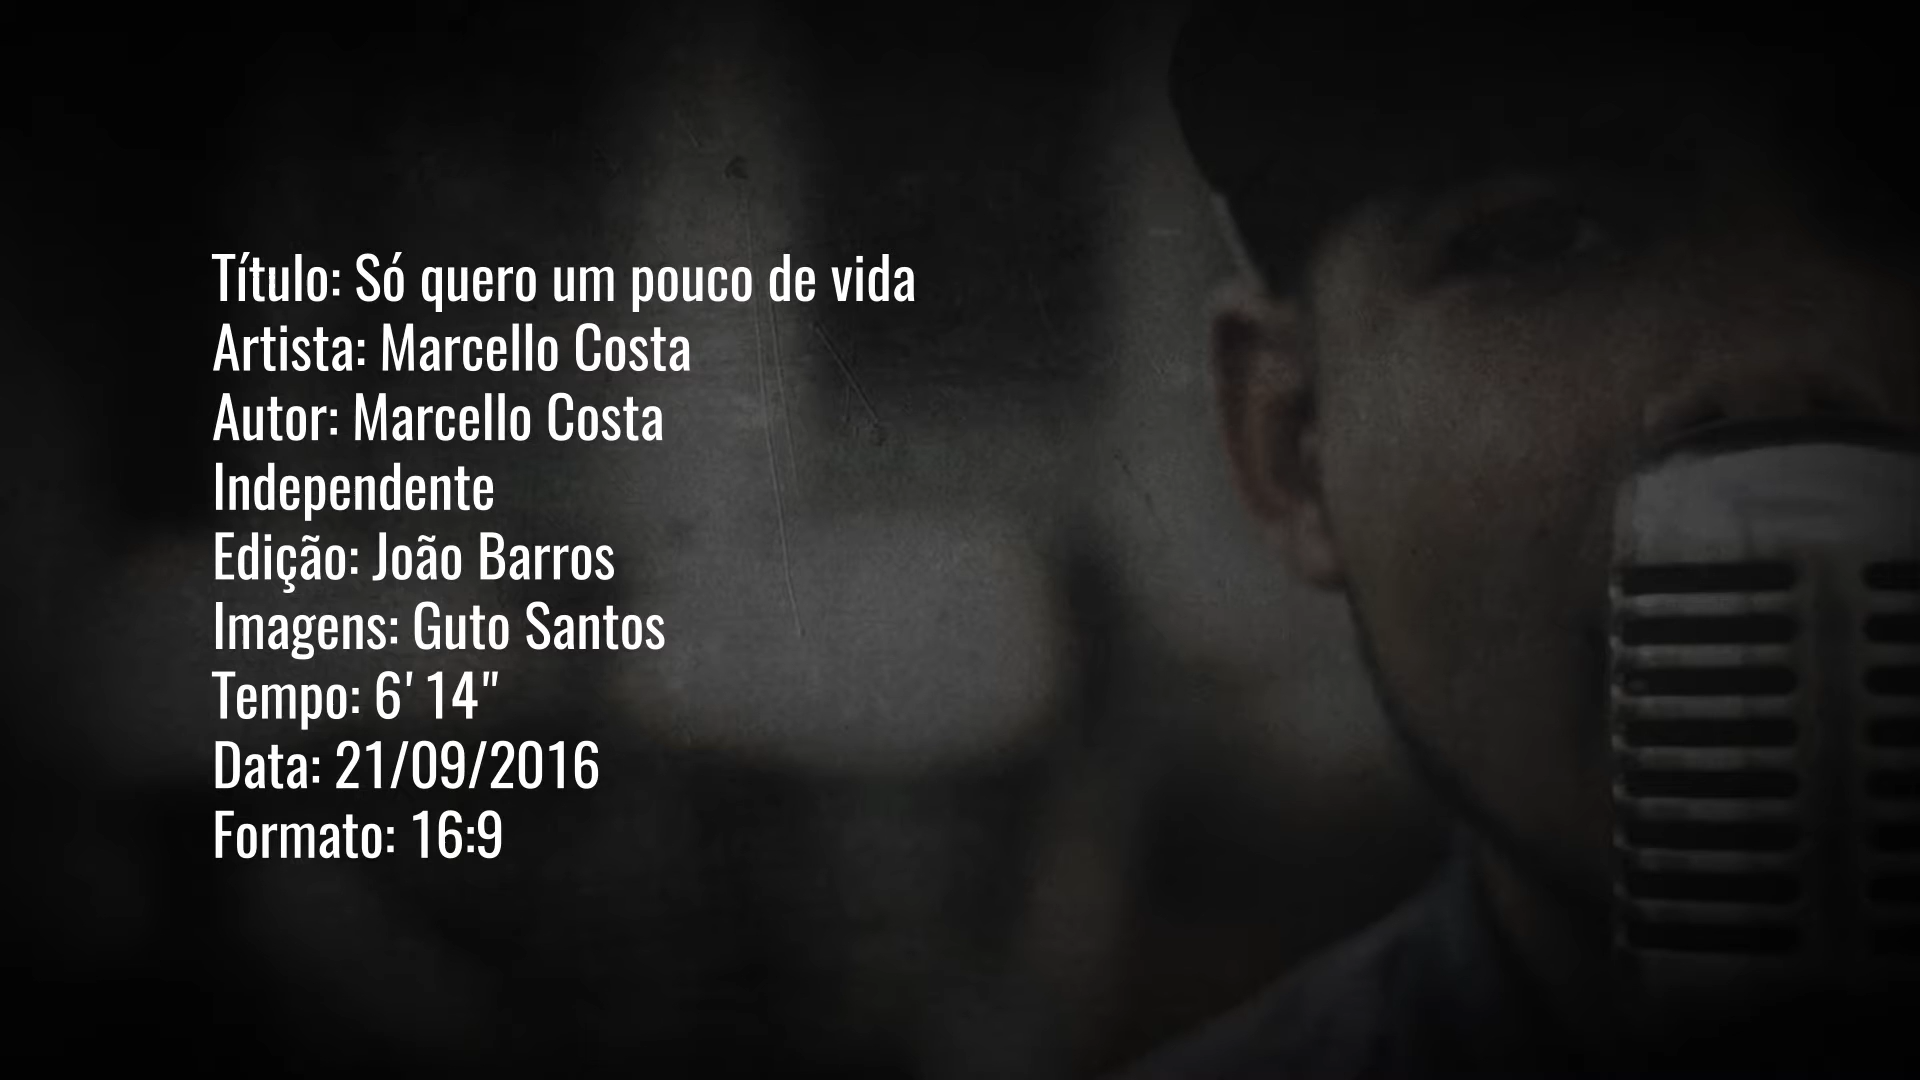 Título: Só quero um pouco de vida
Artista: Marcello Costa
Autor: Marcello Costa
Independente
Edição: João Barros
Imagens: Guto Santos
Tempo: 6' 14"
Data: 21/09/2016
Formato: 16:9